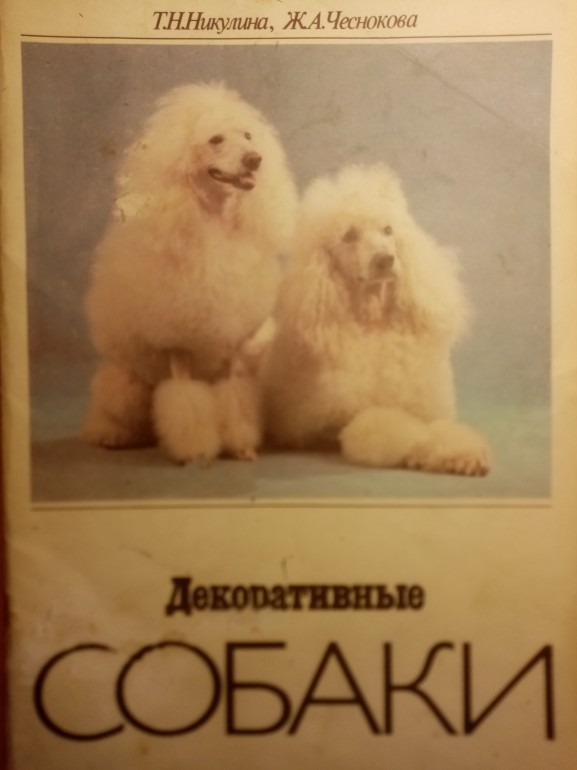 Т.Н.Никулина, Ж.А.Чеснокова
Декоративные
СОБАКИ